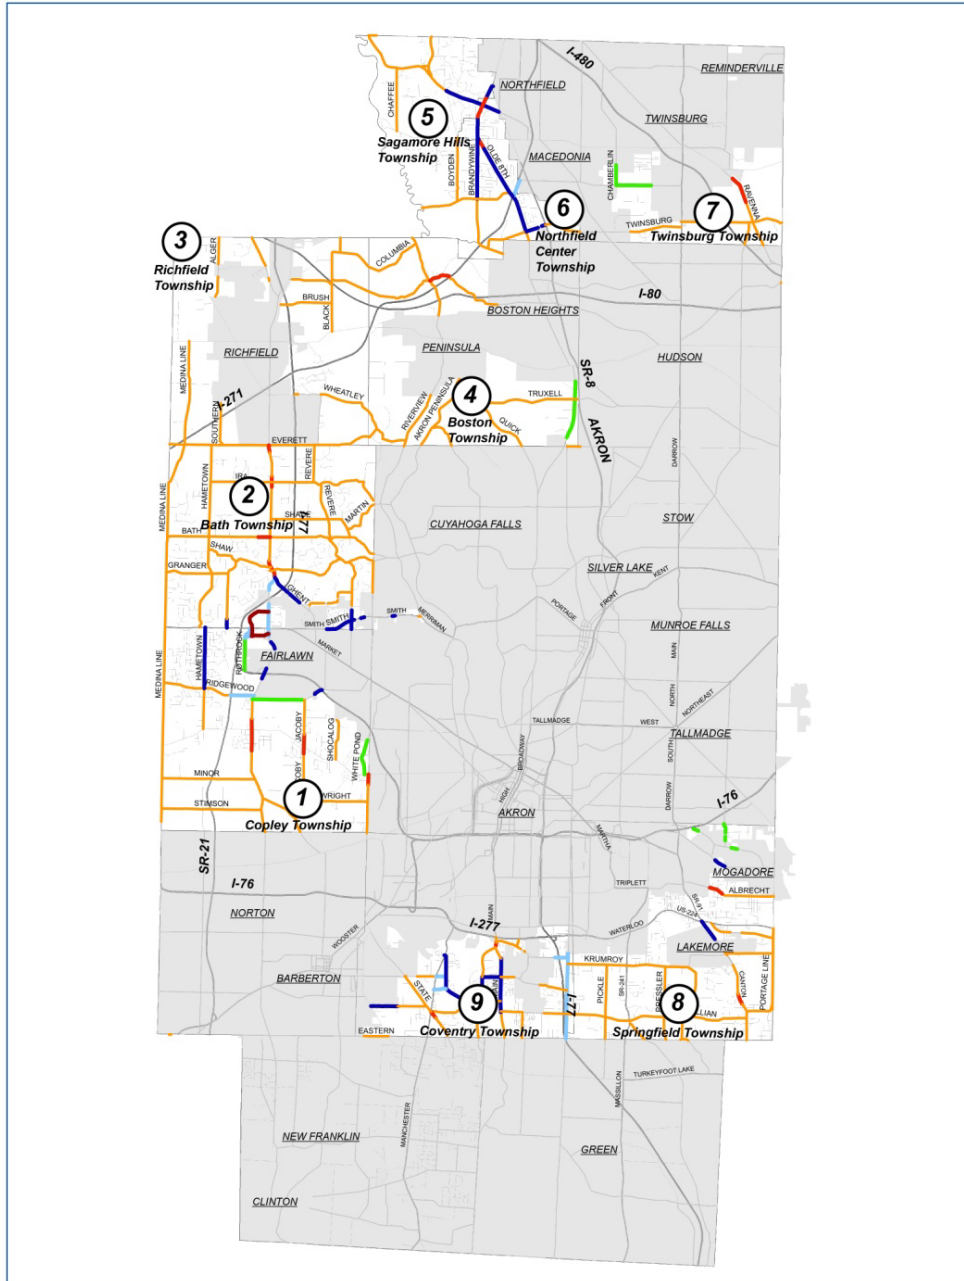 I-480
REMINDERVILLE
NORTHFIELD
CHAFFEE
5
TWINSBURG
Sagamore Hills
Township
OLDE 8TH
MACEDONIA
BOYDEN
BRANDYWINE
CHAMBERLIN
RAVENNA
6
7
TWINSBURG
Northfield
Center
Township
Twinsburg Township
3
ALGER
Richfield
Township
COLUMBIA
BRUSH
BLACK
I-80
BOSTON HEIGHTS
RICHFIELD
PENINSULA
HUDSON
MEDINA LINE
SR-8
I-271
SOUTHERN
WHEATLEY
RIVERVIEW
AKRON PENINSULA
4
TRUXELL
Boston
Township
QUICK
AKRON
DARROW
EVERETT
HAMETOWN
REVERE
IRA
2
REVERE
MARTIN
MEDINA LINE
Bath Township
I-77
BATH
CUYAHOGA FALLS
STOW
SHAW
GRANGER
GHENT
SILVER LAKE
KENT
PORTAGE
FRONT
SMITH
SMITH
SMITH
MERRIMAN
MUNROE FALLS
MARKET
HAMETOWN
ROTHROCK
FAIRLAWN
MAIN
MEDINA LINE
RIDGEWOOD
NORTH
NORTHEAST
JACOBY
SHOCALOG
TALLMADGE
WEST
TALLMADGE
WHITE POND
BROADWAY
SOUTH
MINOR
1
WRIGHT
STIMSON
HIGH
DARROW
I-76
Copley Township
AKRON
MARTHA
SR-21
MOGADORE
I-76
TRIPLETT
SR-91
ALBRECHT
NORTON
MAIN
US-224
I-277
WATERLOO
WOOSTER
LAKEMORE
BARBERTON
KRUMROY
STATE
PICKLE
SR-241
PRESSLER
CANTON
PORTAGE LINE
MAIN
9
I-77
8
EASTERN
Coventry Township
Springfield Township
TURKEYFOOT LAKE
MASSILLON
MANCHESTER
NEW FRANKLIN
GREEN
CLINTON